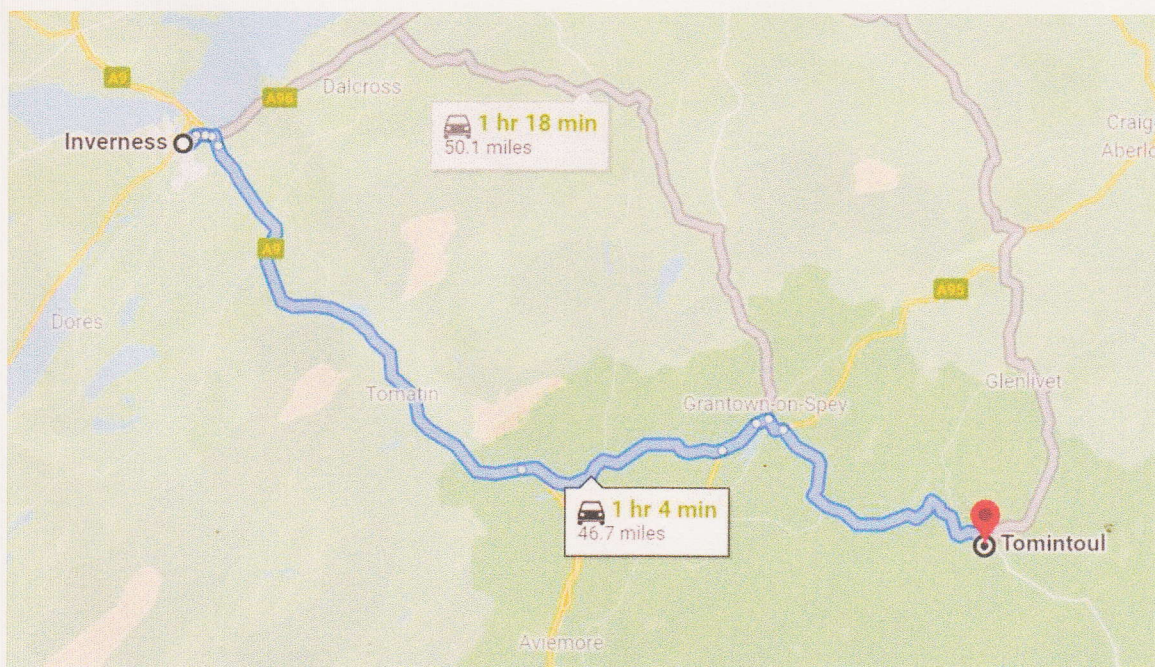 A9
A96
Dalcross
1 hr 18 min
50.1 miles
Craig
Aberlo
Inverness
A9
A95
Dores
Tomatin
Glenlivet
Grantown-on-Spey
1 hr 4 min
46.7 miles
Tomintoul
Aviemore